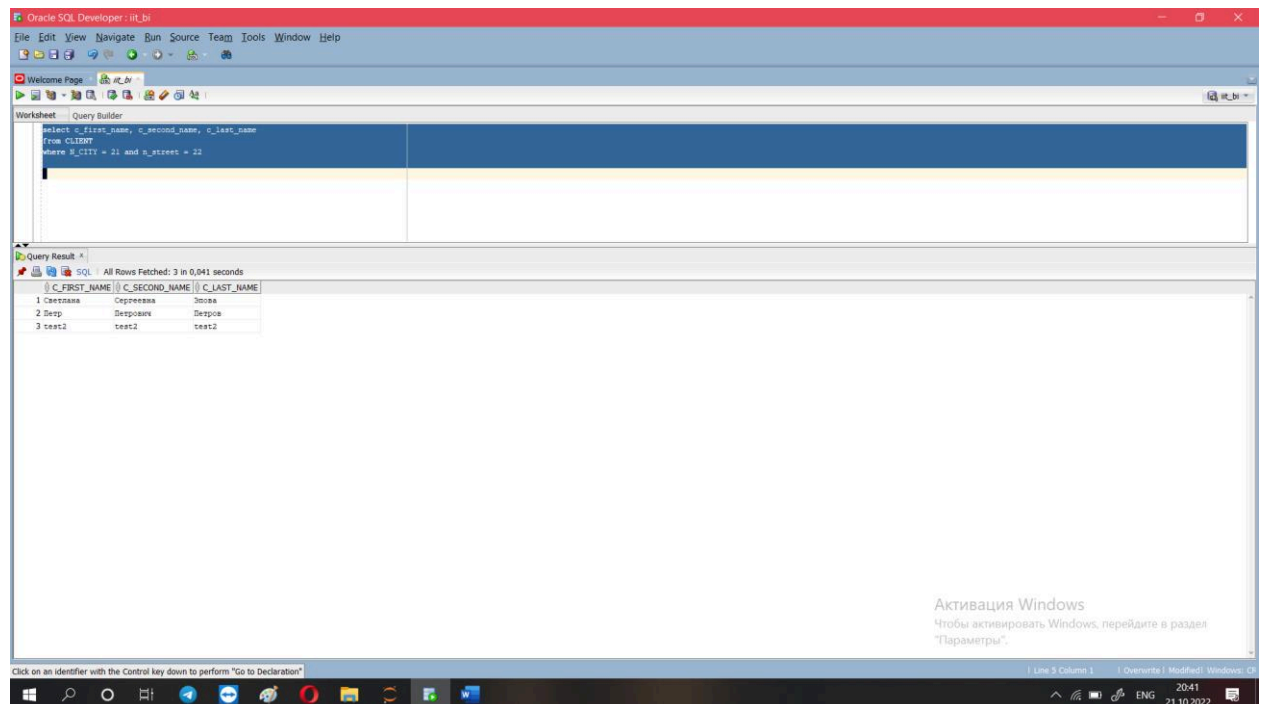 Oracle SQL Developer : iit_bi
File Edit View Navigate Run Source Team Tools Window Help
Welcome Page iit_bi
iit_bi
Worksheet Query Builder
select c_first_name, c_second_name, c_last_name
from CLIENT
where N_CITY = 21 and n_street = 22
Query Result
SQL | All Rows Fetched: 3 in 0,041 seconds
C_FIRST_NAME C_SECOND_NAME C_LAST_NAME
1 Светлана Сергеевна Эпова
2 Петр Петрович Петров
3 test2 test2 test2
Активация Windows
Чтобы активировать Windows, перейдите в раздел
"Параметры".
Click on an identifier with the Control key down to perform "Go to Declaration"
| Line 5 Column 1 | Overwrite | Modified | Windows: CR
ENG 20:41
21.10.2022